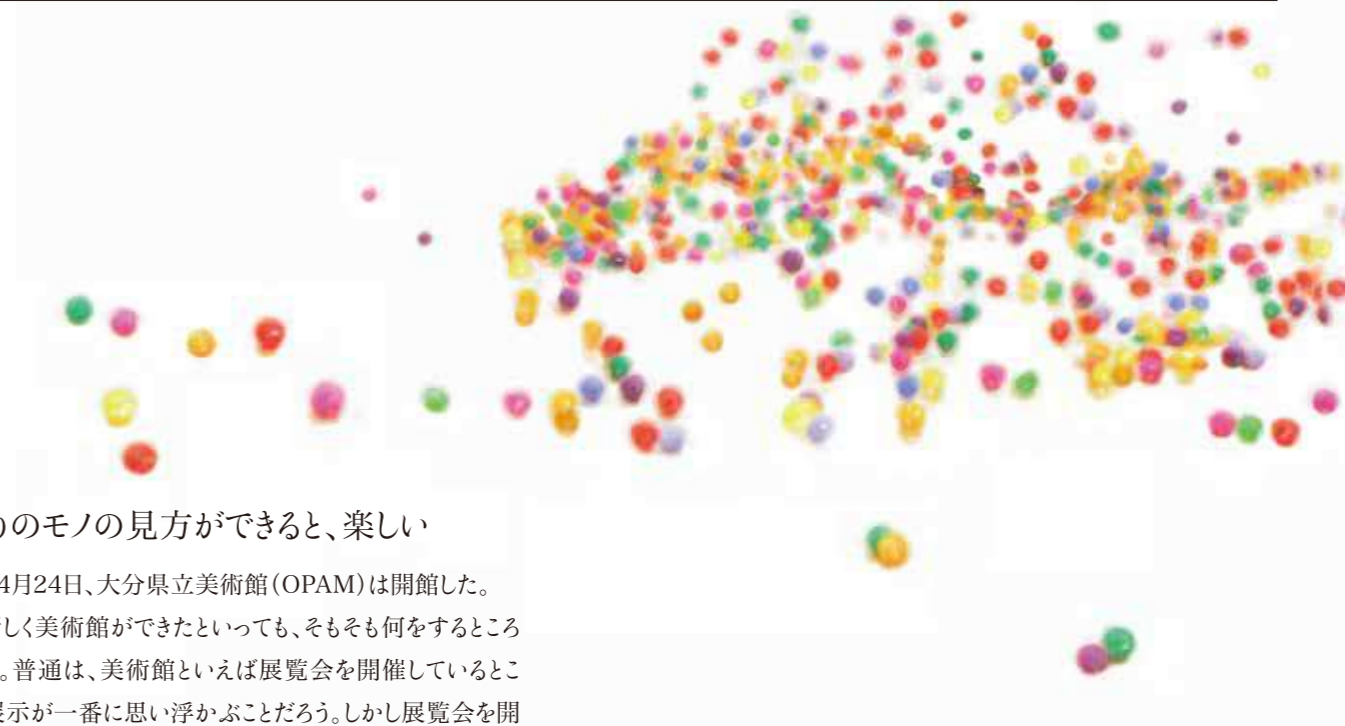 のモノの見方ができると、楽しい
4月24日、大分県立美術館（OPAM）は開館した。
しく美術館ができたといっても、そもそも何をするところ
。普通は、美術館といえば展覧会を開催しているとこ
展示が一番に思い浮かぶことだろう。しかし展覧会を開